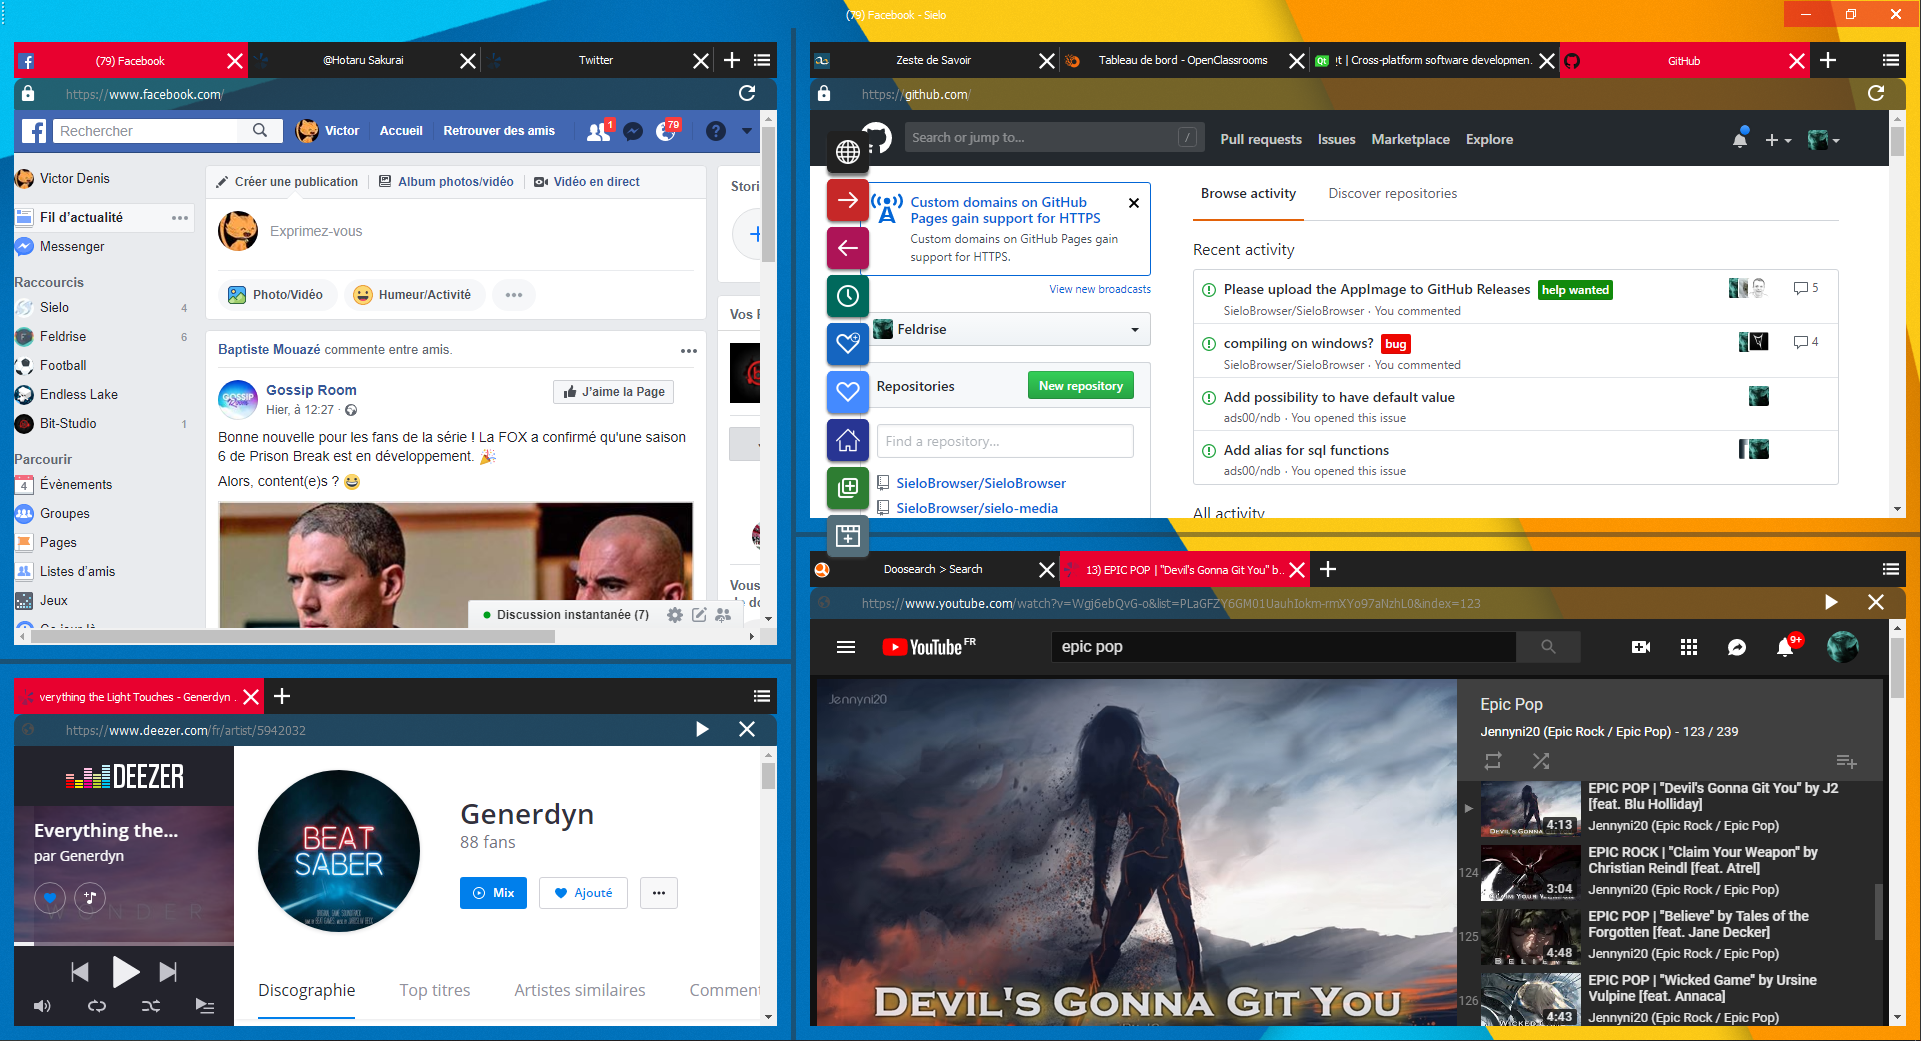 (79) Facebook - Sielo
(79) Facebook
@Hotaru Sakurai
Twitter
https://www.facebook.com/
Rechercher
Victor
Accueil
Retrouver des amis
1
79
Victor Denis
Fil d'actualité
Messenger
Raccourcis
Sielo 4
Feldrise 6
Football
Endless Lake
Bit-Studio 1
Parcourir
Évènements
4
Groupes
Pages
Listes d'amis
Jeux
Créer une publication
Album photos/vidéo
Vidéo en direct
Exprimez-vous
Photo/Vidéo
Humeur/Activité
Baptiste Mouazé commente entre amis.
GOSSIP ROOM
Gossip Room
Hier, à 12:27
J'aime la Page
Bonne nouvelle pour les fans de la série ! La FOX a confirmé qu'une saison
6 de Prison Break est en développement.
Alors, content(e)s ?
Stori
Vos
Vous
Discussion instantanée (7)
verything the Light Touches - Generdyn .
https://www.deezer.com/fr/artist/5942032
DEEZER
Everything the...
par Generdyn
WONDER
BEAT
SABER
Generdyn
88 fans
Mix
Ajouté
Discographie
Top titres
Artistes similaires
Comment
Zeste de Savoir
Tableau de bord - OpenClassrooms
Qt
Qt | Cross-platform software developmen.
GitHub
https://github.com/
Search or jump to...
/
Pull requests
Issues
Marketplace
Explore
Custom domains on GitHub
Pages gain support for HTTPS
Custom domains on GitHub Pages gain
support for HTTPS.
View new broadcasts
Feldrise
Repositories
New repository
Find a repository...
SieloBrowser/SieloBrowser
SieloBrowser/sielo-media
Browse activity
Discover repositories
Recent activity
Please upload the AppImage to GitHub Releases help wanted
5
SieloBrowser/SieloBrowser · You commented
compiling on windows? bug
4
SieloBrowser/SieloBrowser · You commented
Add possibility to have default value
ads00/ndb · You opened this issue
Add alias for sql functions
ads00/ndb · You opened this issue
All activity
Doosearch > Search
13) EPIC POP | "Devil's Gonna Git You" b..
https://www.youtube.com/watch?v=Wgj6ebQvG-o&list=PLaGFZY6GM01UauhIokm-rrnXYo97aNzhL0&index=123
YouTube FR
epic pop
9+
Jennyni20
DEVIL'S GONNA GIT YOU
Epic Pop
Jennyni20 (Epic Rock / Epic Pop) - 123 / 239
EPIC POP | "Devil's Gonna Git You" by J2
[feat. Blu Holliday]
Jennyni20 (Epic Rock / Epic Pop)
DEVIL'S GONNA
4:13
124
EPIC ROCK | "Claim Your Weapon" by
Christian Reindl [feat. Atrel]
Jennyni20 (Epic Rock / Epic Pop)
3:04
125
EPIC POP | "Believe" by Tales of the
Forgotten [feat. Jane Decker]
Jennyni20 (Epic Rock / Epic Pop)
4:48
126
EPIC POP | "Wicked Game" by Ursine
Vulpine [feat. Annaca]
Jennyni20 (Epic Rock / Epic Pop)
4:43